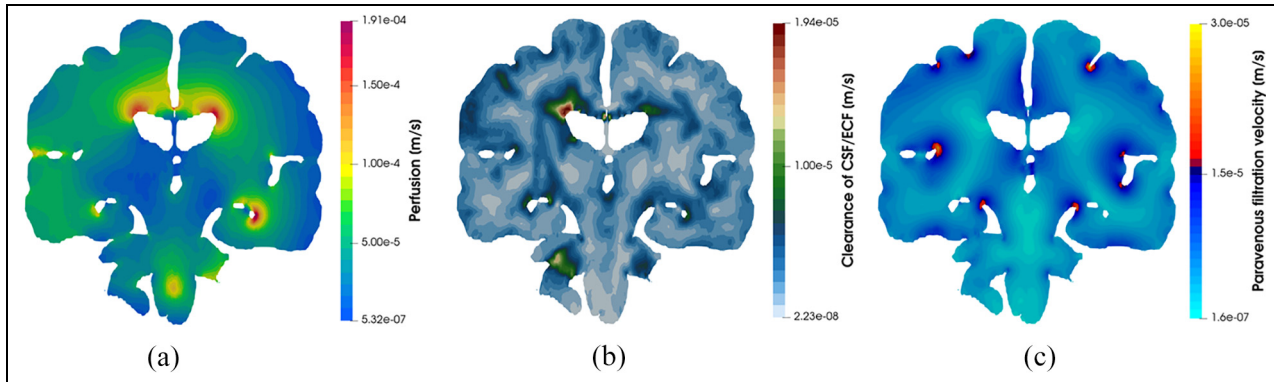 1.91e-04
1.50e-4
1.00e-4
5.00e-5
5.32e-07
Perfusion (m/s)
(a)
1.94e-05
1.00e-5
2.23e-08
Clearance of CSF/ECF (m/s)
(b)
3.0e-05
1.5e-5
1.6e-07
Paravenous filtration velocity (m/s)
(c)